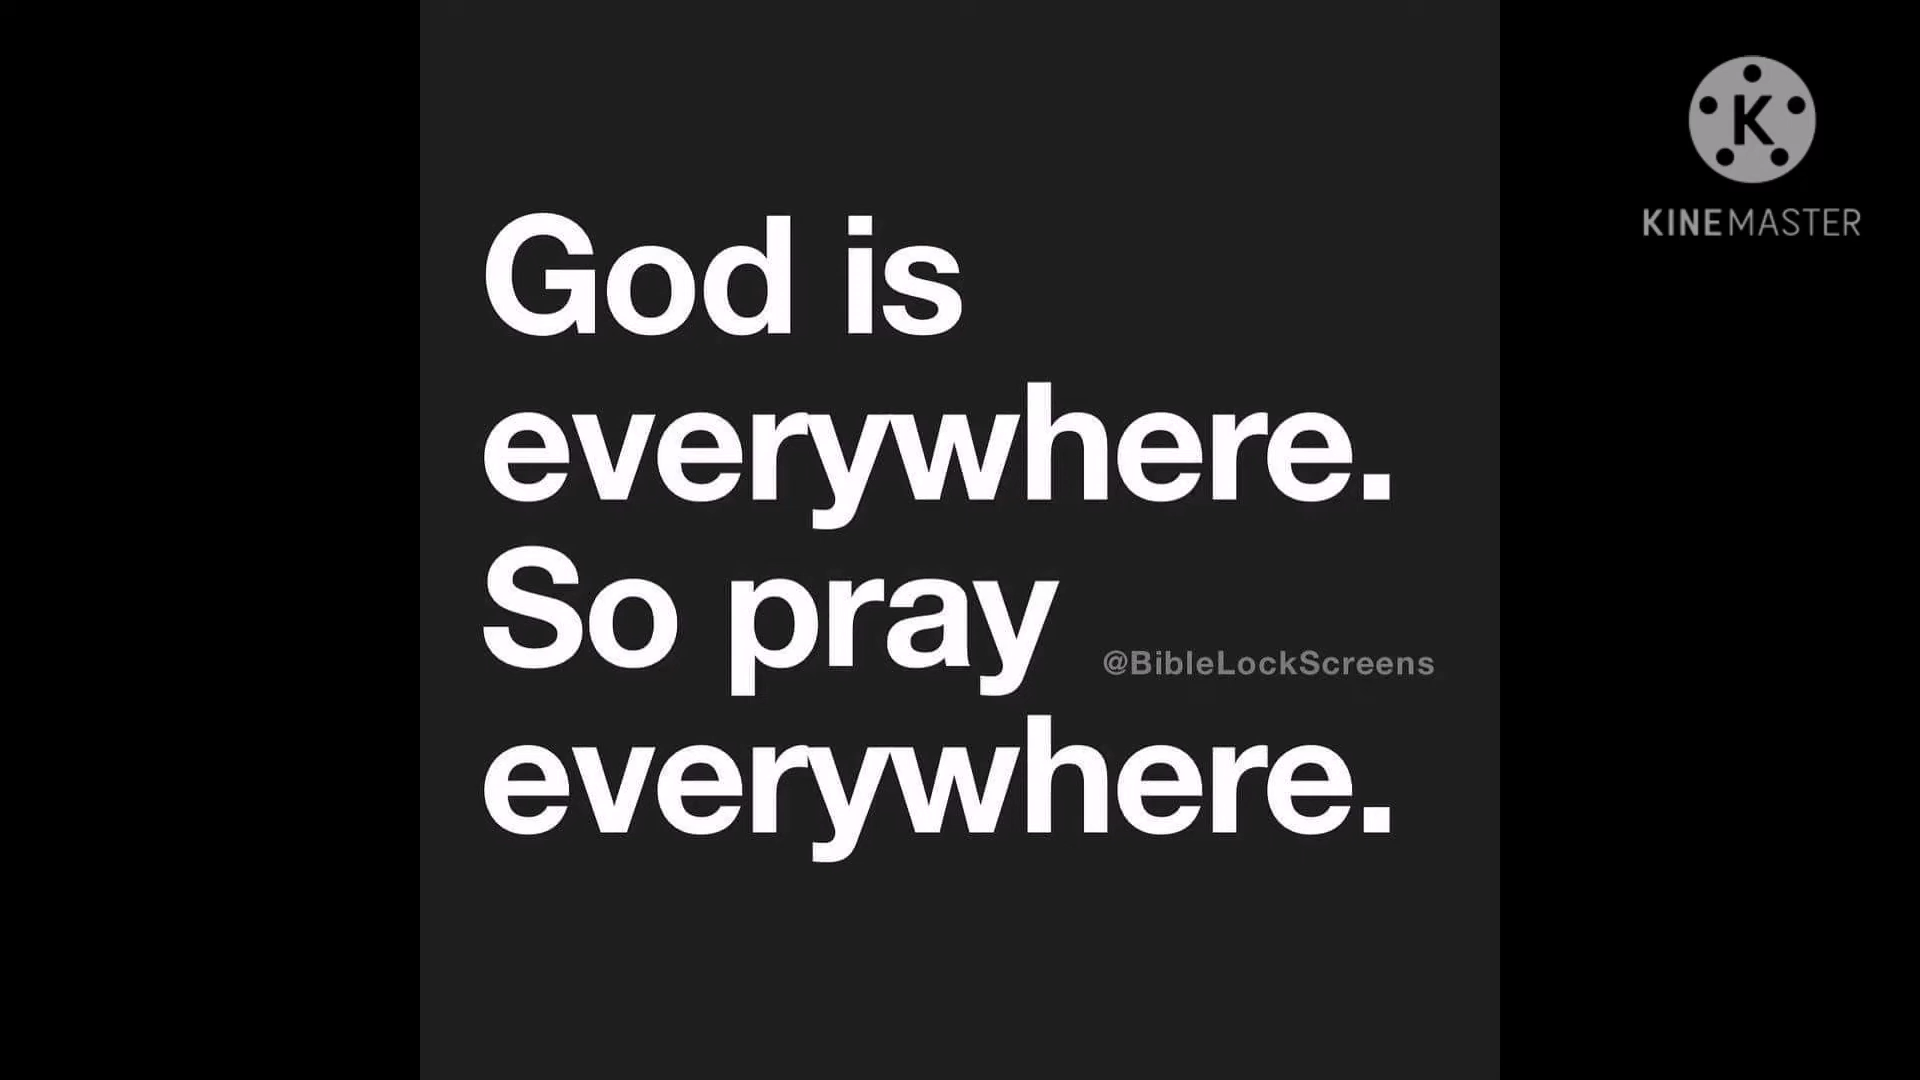 God is
everywhere.
So pray
@BibleLockScreens
everywhere.
K
KINEMASTER